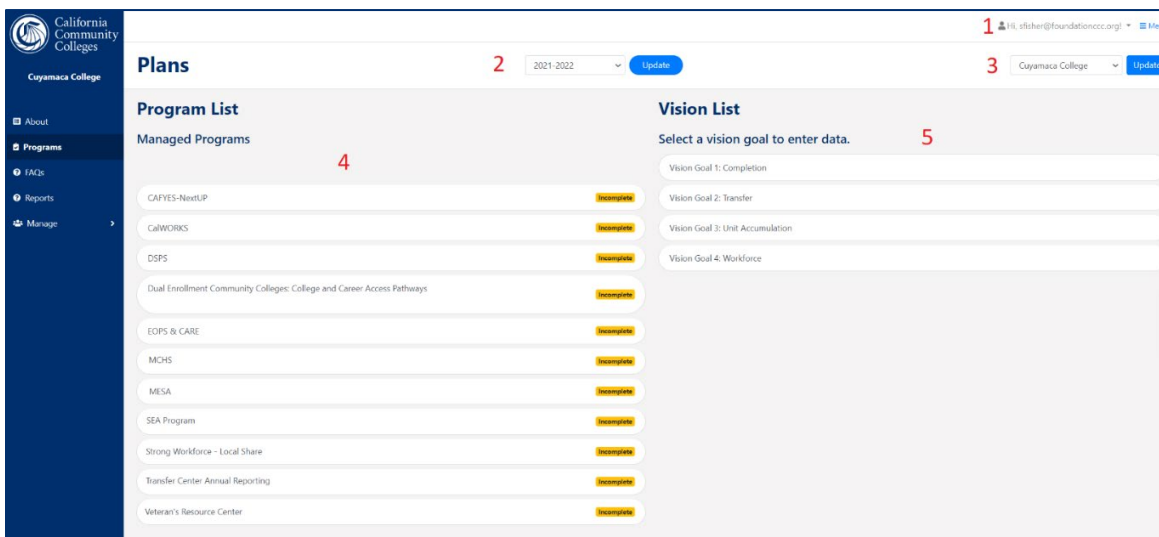 California
Community
Colleges
Cuyamaca College
About
Programs
FAQs
Reports
Manage
1 Hi, sfisher@foundationccc.org! Me
Plans
2 2021-2022 Update
3 Cuyamaca College Update
Program List
Managed Programs
4
CAFYES-NextUP Incomplete
CalWORKS Incomplete
DSPS Incomplete
Dual Enrollment Community Colleges: College and Career Access Pathways Incomplete
EOPS & CARE Incomplete
MCHS Incomplete
MESA Incomplete
SEA Program Incomplete
Strong Workforce - Local Share Incomplete
Transfer Center Annual Reporting Incomplete
Veteran's Resource Center Incomplete
Vision List
Select a vision goal to enter data. 5
Vision Goal 1: Completion
Vision Goal 2: Transfer
Vision Goal 3: Unit Accumulation
Vision Goal 4: Workforce